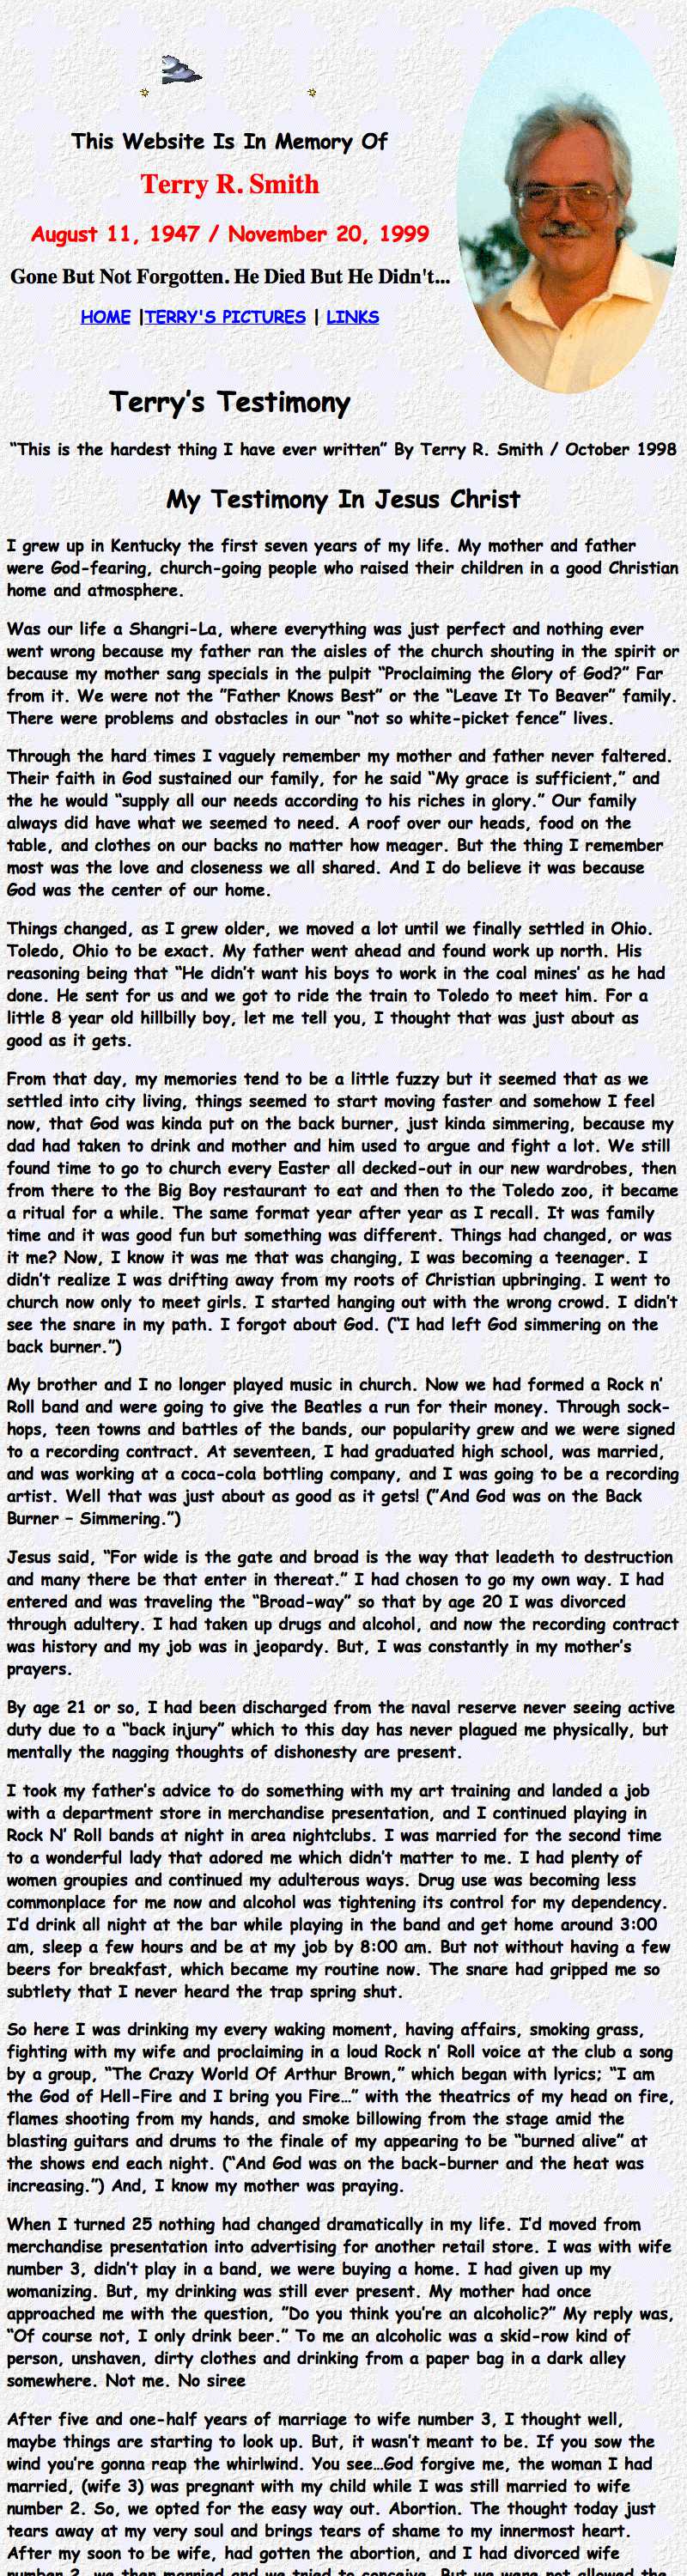 This Website Is In Memory Of
Terry R. Smith
August 11, 1947 / November 20, 1999
Gone But Not Forgotten. He Died But He Didn't...
HOME |TERRY'S PICTURES | LINKS
Terry's Testimony
“This is the hardest thing I have ever written” By Terry R. Smith / October 1998
My Testimony In Jesus Christ
I grew up in Kentucky the first seven years of my life. My mother and father
were God-fearing, church-going people who raised their children in a good Christian
home and atmosphere.
Was our life a Shangri-La, where everything was just perfect and nothing ever
went wrong because my father ran the aisles of the church shouting in the spirit or
because my mother sang specials in the pulpit “Proclaiming the Glory of God?” Far
from it. We were not the ”Father Knows Best” or the “Leave It To Beaver” family.
There were problems and obstacles in our “not so white-picket fence” lives.
Through the hard times I vaguely remember my mother and father never faltered.
Their faith in God sustained our family, for he said “My grace is sufficient,” and
the he would “supply all our needs according to his riches in glory.” Our family
always did have what we seemed to need. A roof over our heads, food on the
table, and clothes on our backs no matter how meager. But the thing I remember
most was the love and closeness we all shared. And I do believe it was because
God was the center of our home.
Things changed, as I grew older, we moved a lot until we finally settled in Ohio.
Toledo, Ohio to be exact. My father went ahead and found work up north. His
reasoning being that “He didn't want his boys to work in the coal mines’ as he had
done. He sent for us and we got to ride the train to Toledo to meet him. For a
little 8 year old hillbilly boy, let me tell you, I thought that was just about as
good as it gets.
From that day, my memories tend to be a little fuzzy but it seemed that as we
settled into city living, things seemed to start moving faster and somehow I feel
now, that God was kinda put on the back burner, just kinda simmering, because my
dad had taken to drink and mother and him used to argue and fight a lot. We still
found time to go to church every Easter all decked-out in our new wardrobes, then
from there to the Big Boy restaurant to eat and then to the Toledo zoo, it became
a ritual for a while. The same format year after year as I recall. It was family
time and it was good fun but something was different. Things had changed, or was
it me? Now, I know it was me that was changing, I was becoming a teenager. I
didn't realize I was drifting away from my roots of Christian upbringing. I went to
church now only to meet girls. I started hanging out with the wrong crowd. I didn't
see the snare in my path. I forgot about God. (“I had left God simmering on the
back burner.”)
My brother and I no longer played music in church. Now we had formed a Rock n'
Roll band and were going to give the Beatles a run for their money. Through sock-
hops, teen towns and battles of the bands, our popularity grew and we were signed
to a recording contract. At seventeen, I had graduated high school, was married,
and was working at a coca-cola bottling company, and I was going to be a recording
artist. Well that was just about as good as it gets! (”And God was on the Back
Burner – Simmering.”)
Jesus said, “For wide is the gate and broad is the way that leadeth to destruction
and many there be that enter in thereat.” I had chosen to go my own way. I had
entered and was traveling the “Broad-way” so that by age 20 I was divorced
through adultery. I had taken up drugs and alcohol, and now the recording contract
was history and my job was in jeopardy. But, I was constantly in my mother's
prayers.
By age 21 or so, I had been discharged from the naval reserve never seeing active
duty due to a “back injury” which to this day has never plagued me physically, but
mentally the nagging thoughts of dishonesty are present.
I took my father's advice to do something with my art training and landed a job
with a department store in merchandise presentation, and I continued playing in
Rock N' Roll bands at night in area nightclubs. I was married for the second time
to a wonderful lady that adored me which didn't matter to me. I had plenty of
women groupies and continued my adulterous ways. Drug use was becoming less
commonplace for me now and alcohol was tightening its control for my dependency.
I'd drink all night at the bar while playing in the band and get home around 3:00
am, sleep a few hours and be at my job by 8:00 am. But not without having a few
beers for breakfast, which became my routine now. The snare had gripped me so
subtlety that I never heard the trap spring shut.
So here I was drinking my every waking moment, having affairs, smoking grass,
fighting with my wife and proclaiming in a loud Rock n' Roll voice at the club a song
by a group, “The Crazy World Of Arthur Brown,” which began with lyrics; “I am
the God of Hell-Fire and I bring you Fire…” with the theatrics of my head on fire,
flames shooting from my hands, and smoke billowing from the stage amid the
blasting guitars and drums to the finale of my appearing to be “burned alive” at
the shows end each night. (“And God was on the back-burner and the heat was
increasing.”) And, I know my mother was praying.
When I turned 25 nothing had changed dramatically in my life. I'd moved from
merchandise presentation into advertising for another retail store. I was with wife
number 3, didn't play in a band, we were buying a home. I had given up my
womanizing. But, my drinking was still ever present. My mother had once
approached me with the question, ”Do you think you're an alcoholic?” My reply was,
“Of course not, I only drink beer.” To me an alcoholic was a skid-row kind of
person, unshaven, dirty clothes and drinking from a paper bag in a dark alley
somewhere. Not me. No siree
After five and one-half years of marriage to wife number 3, I thought well,
maybe things are starting to look up. But, it wasn't meant to be. If you sow the
wind you're gonna reap the whirlwind. You see…God forgive me, the woman I had
married, (wife 3) was pregnant with my child while I was still married to wife
number 2. So, we opted for the easy way out. Abortion. The thought today just
tears away at my very soul and brings tears of shame to my innermost heart.
After my soon to be wife, had gotten the abortion, and I had divorced wife
number 2, we then married and we tried to conceive. But we were not allowed the